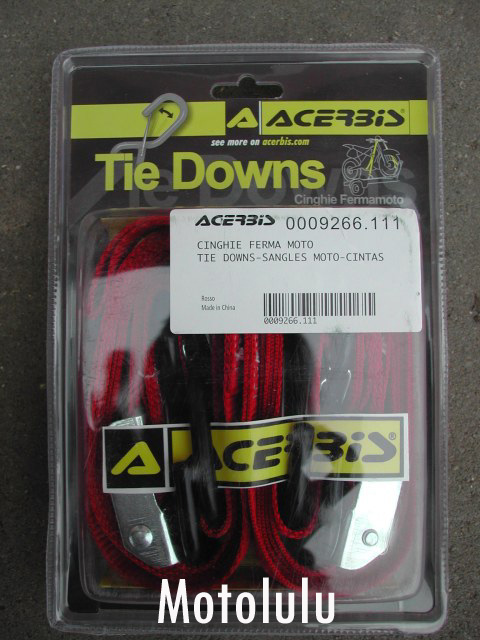 ACERBIS®
see more on acerbis.com
Tie Downs
Cinghie Fermamoto
ACERBIS 0009266.111
CINGHIE FERMA MOTO
TIE DOWNS-SANGLES MOTO-CINTAS
Rosso
Made in China
0009266.111
ACERBIS®
Motolulu